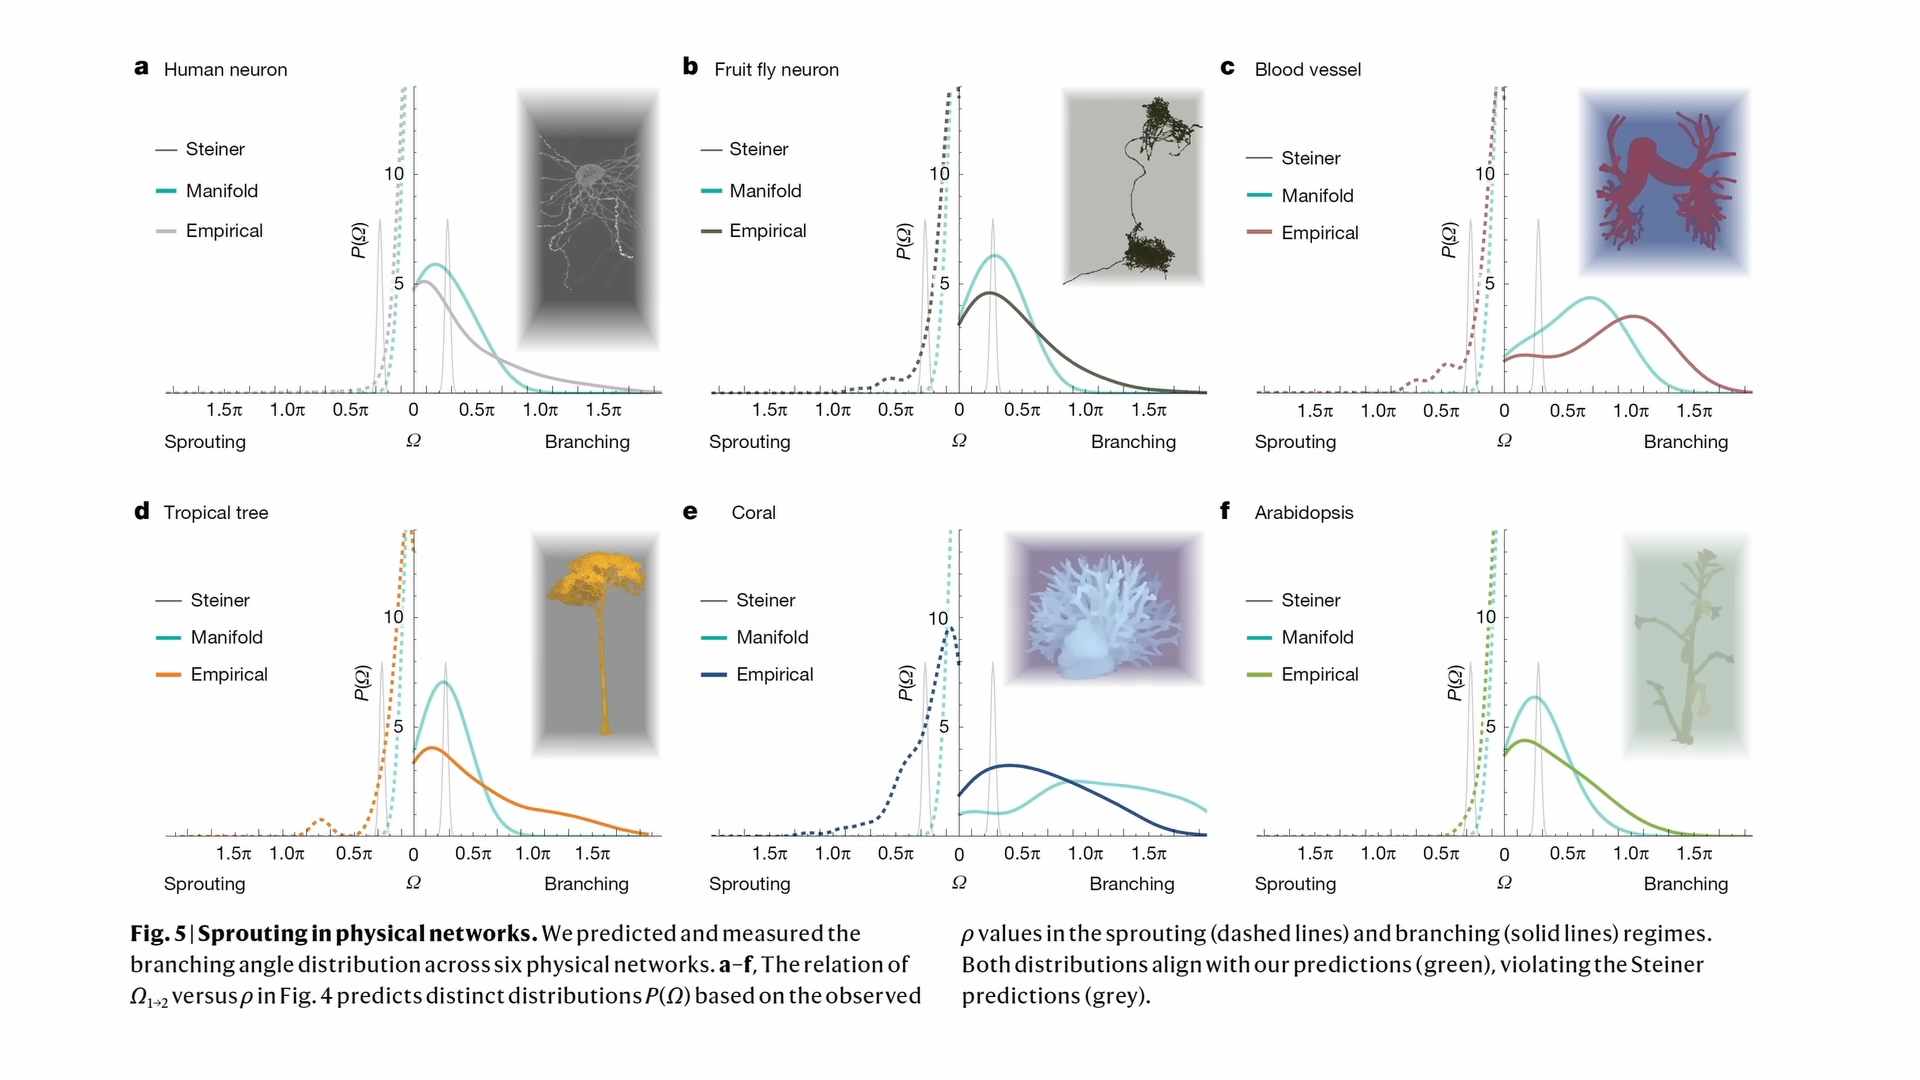 a Human neuron
Steiner
Manifold
Empirical
P(Ω)
10
5
1.5π 1.0π 0.5π 0 0.5π 1.0π 1.5π
Sprouting Ω Branching
b Fruit fly neuron
Steiner
Manifold
Empirical
P(Ω)
10
5
1.5π 1.0π 0.5π 0 0.5π 1.0π 1.5π
Sprouting Ω Branching
c Blood vessel
Steiner
Manifold
Empirical
P(Ω)
10
5
1.5π 1.0π 0.5π 0 0.5π 1.0π 1.5π
Sprouting Ω Branching
d Tropical tree
Steiner
Manifold
Empirical
P(Ω)
10
5
1.5π 1.0π 0.5π 0 0.5π 1.0π 1.5π
Sprouting Ω Branching
e Coral
Steiner
Manifold
Empirical
P(Ω)
10
5
1.5π 1.0π 0.5π 0 0.5π 1.0π 1.5π
Sprouting Ω Branching
f Arabidopsis
Steiner
Manifold
Empirical
P(Ω)
10
5
1.5π 1.0π 0.5π 0 0.5π 1.0π 1.5π
Sprouting Ω Branching
Fig. 5 | Sprouting in physical networks. We predicted and measured the
branching angle distribution across six physical networks. a–f, The relation of
Ω1→2 versus ρ in Fig. 4 predicts distinct distributions P(Ω) based on the observed
ρ values in the sprouting (dashed lines) and branching (solid lines) regimes.
Both distributions align with our predictions (green), violating the Steiner
predictions (grey).